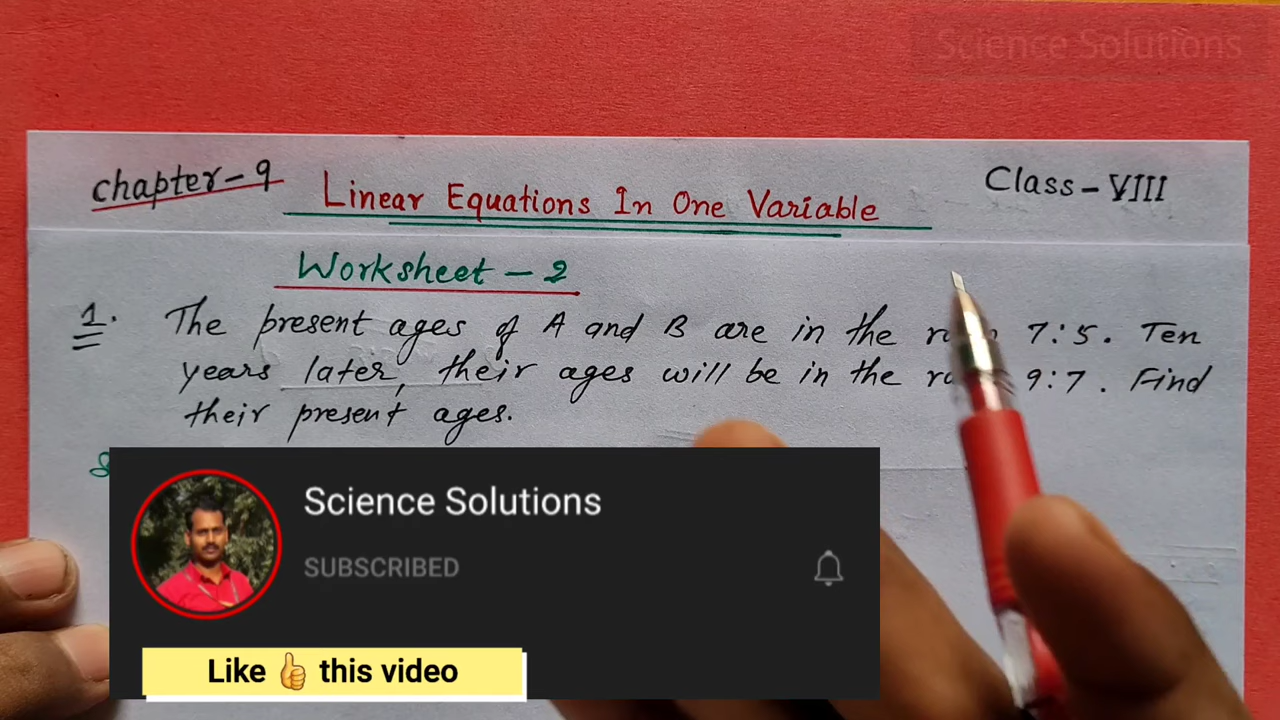 Science Solutions
Chapter-9 Linear Equations In One Variable Class-VIII
Worksheet-2
1. The present ages of A and B are in the 7:5. Ten
years later, their ages will be in the 9:7. Find
their present ages.
Science Solutions
SUBSCRIBED
Like 👍 this video